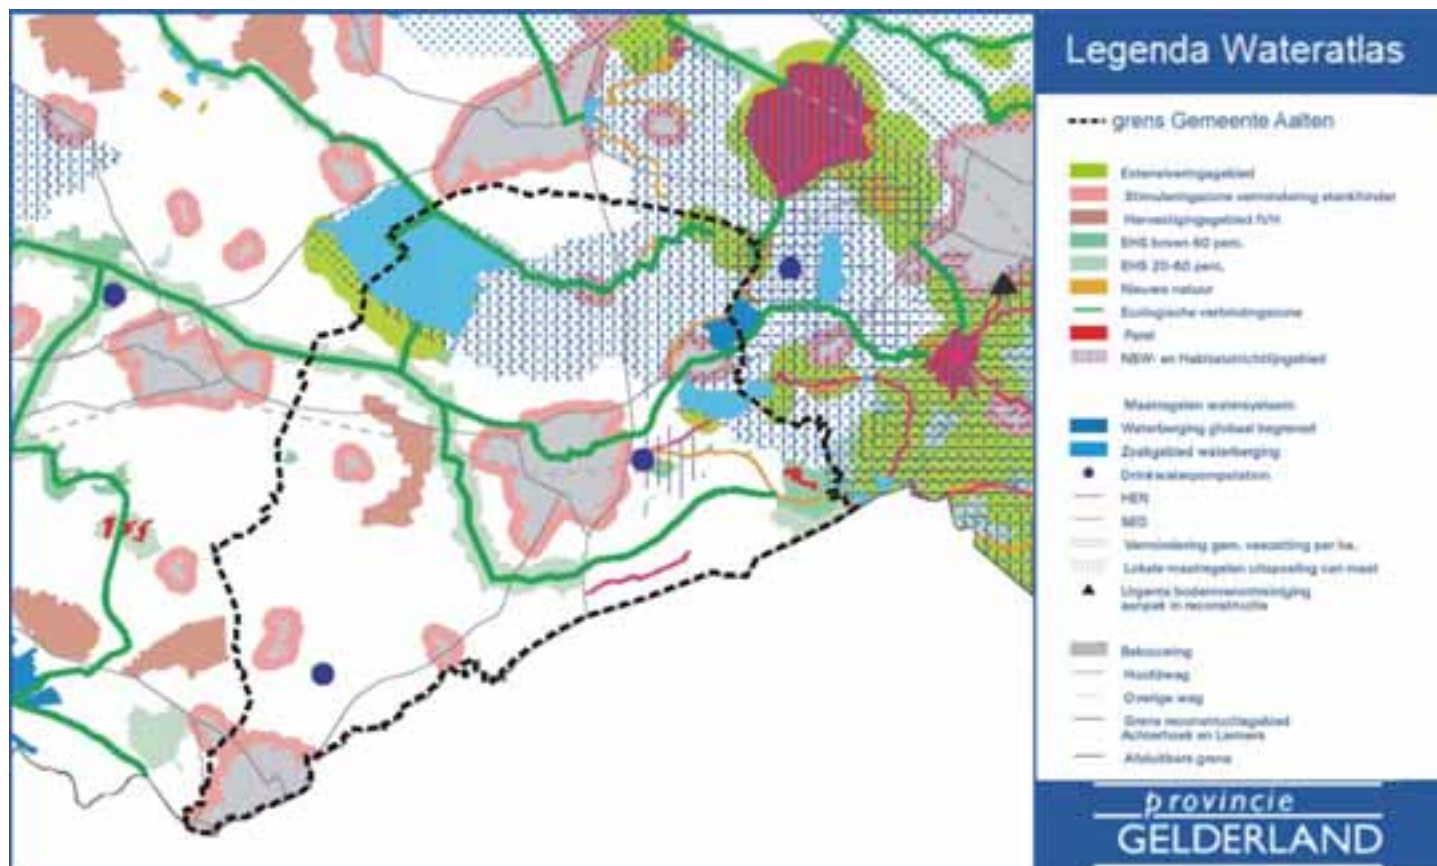 Legenda Wateratlas
grens Gemeente Aalten
Extensiveringsgebied
Stimuleringszone vermindering stankhinder
Hervestigingsgebied IV/H
EHS boven 60 perc.
EHS 20-60 perc.
Nieuwe natuur
Ecologische verbindingszone
Parel
NBW- en Habitatrichtlijngebied
Maatregelen watersysteem
Waterberging globaal begrensd
Zoekgebied waterberging
Drinkwaterpompstation
HEN
SED
Vermindering gem. veezetting per ha.
Lokale maatregelen uitspoeling van mest
Urgente bodemverontreiniging
aanpak in reconstructie
Bebouwing
Hoofdweg
Overige weg
Grens reconstructiegebied
Achterhoek en Liemers
Afsluitbare grens
provincie
GELDERLAND